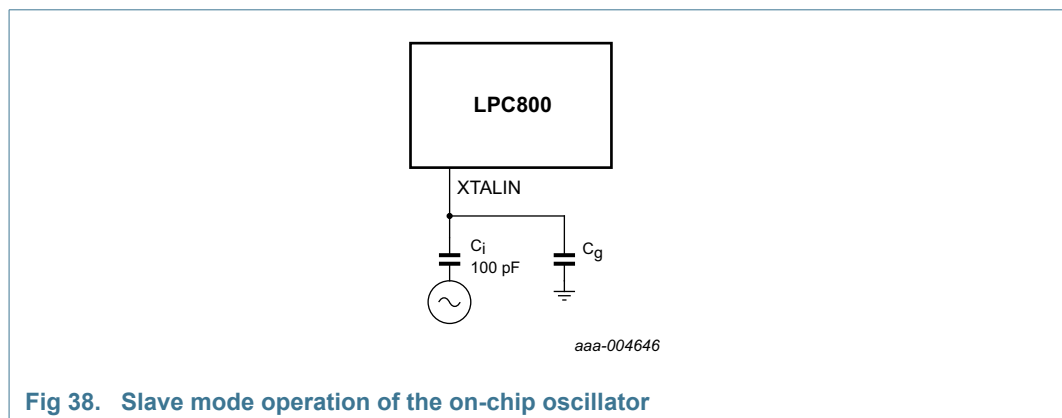 LPC800
XTALIN
Ci
100 pF
Cg
aaa-004646
Fig 38. Slave mode operation of the on-chip oscillator